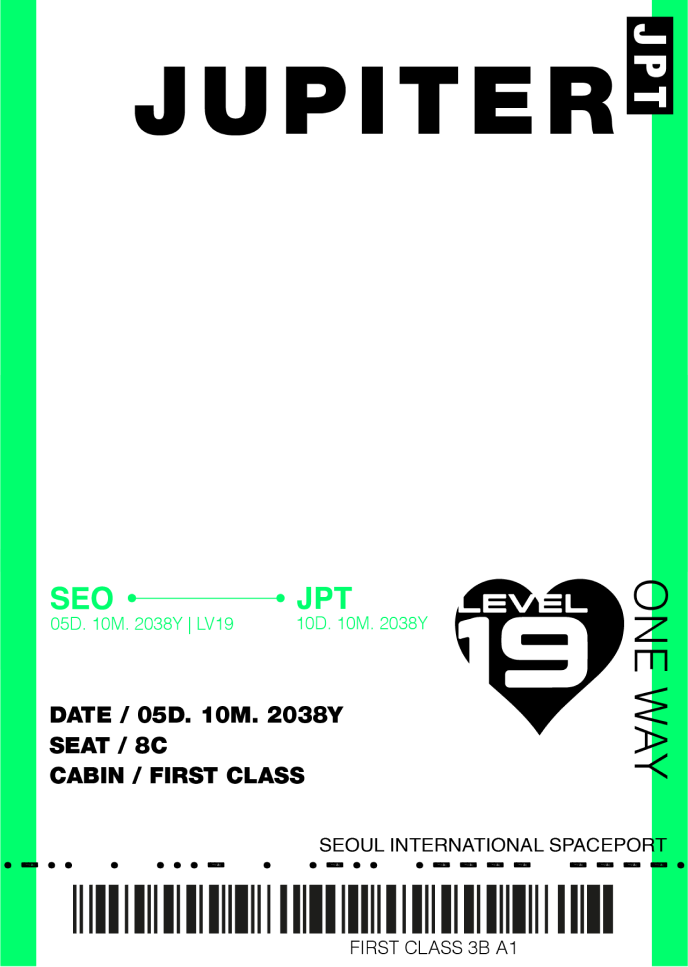 JPT
JUPITER
SEO
JPT
05D. 10M. 2038Y | LV19
10D. 10M. 2038Y
LEVEL
19
ONE WAY
DATE / 05D. 10M. 2038Y
SEAT / 8C
CABIN / FIRST CLASS
SEOUL INTERNATIONAL SPACEPORT
FIRST CLASS 3B A1